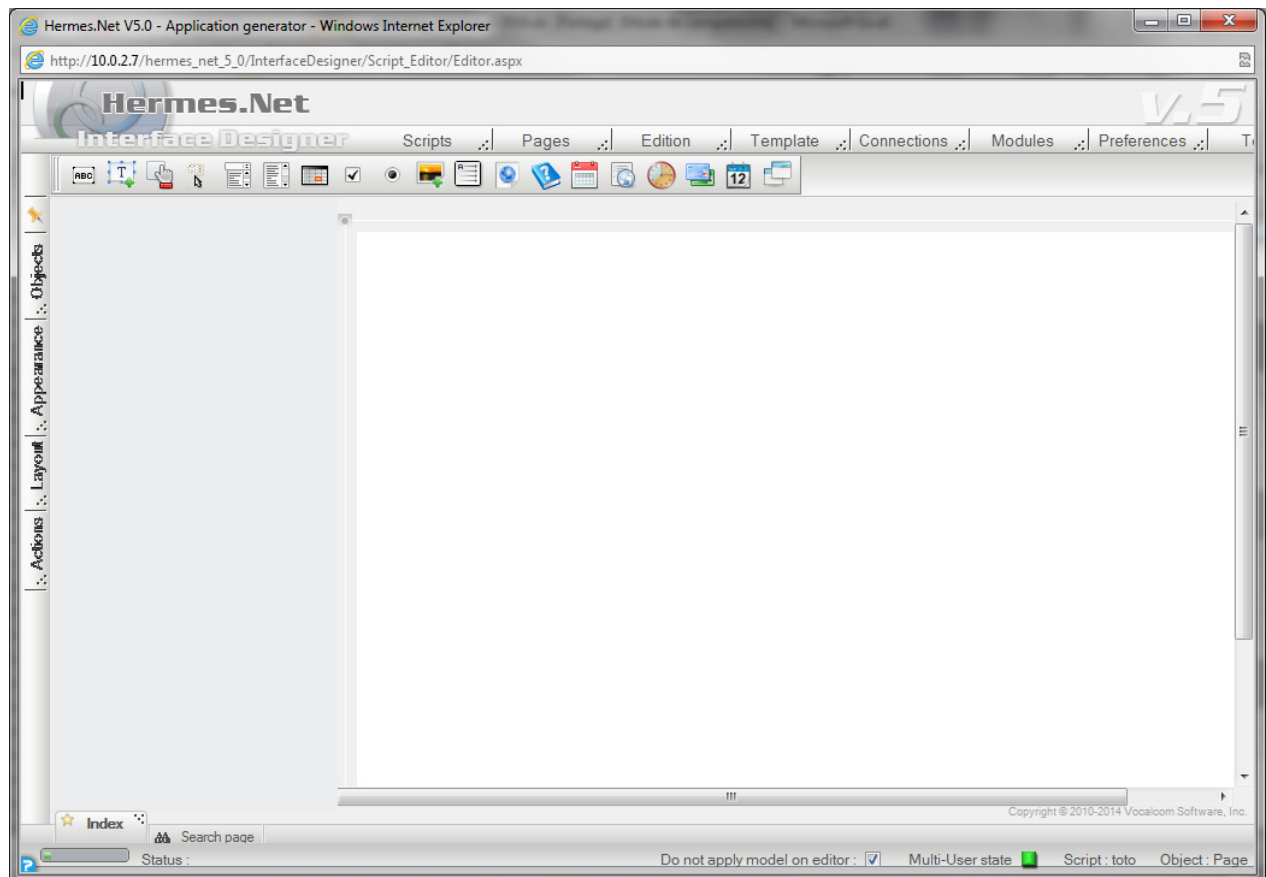 Hermes.Net V5.0 - Application generator - Windows Internet Explorer
http://10.0.2.7/hermes_net_5_0/InterfaceDesigner/Script_Editor/Editor.aspx
Hermes.Net V.5
Interface Designer Scripts Pages Edition Template Connections Modules Preferences T
ABC T 12
Objects
Appearance
Layout
Actions
Copyright © 2010-2014 Vocalcom Software, Inc.
Index Search page
Status : Do not apply model on editor : Multi-User state Script : toto Object : Page